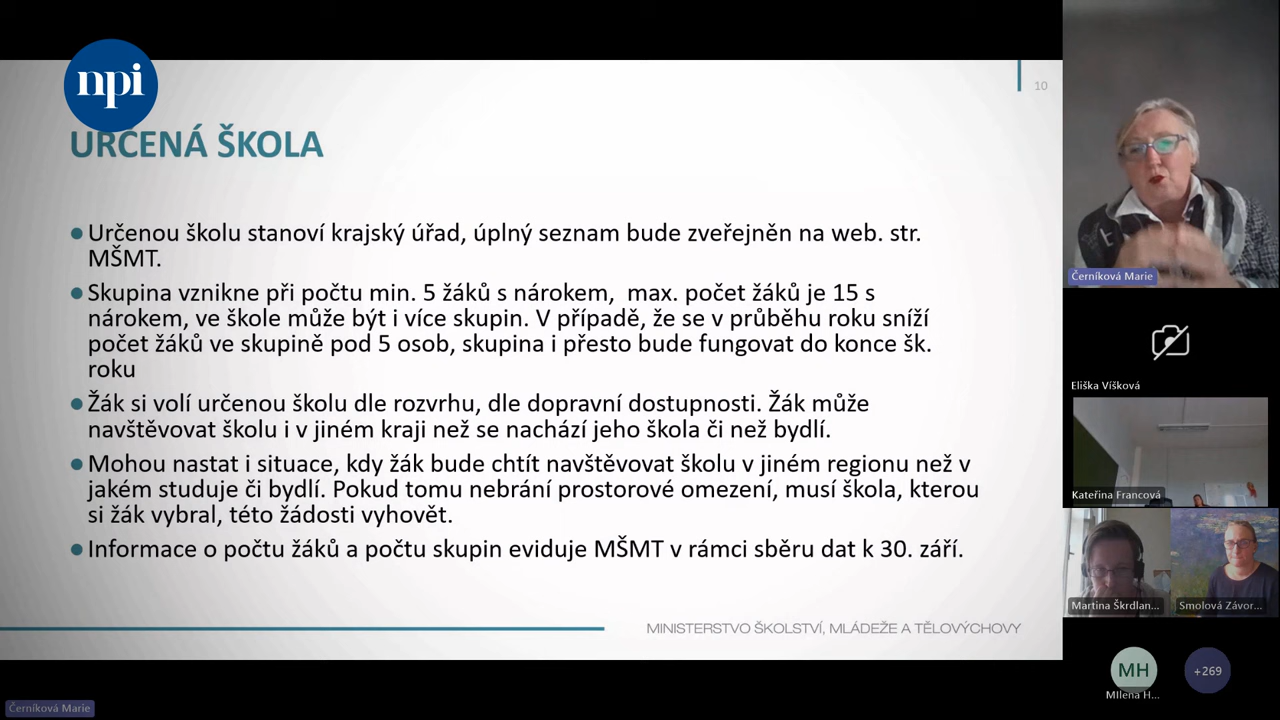 npi
10
URČENÁ ŠKOLA
Určenou školu stanoví krajský úřad, úplný seznam bude zveřejněn na web. str.
MŠMT.
Skupina vznikne při počtu min. 5 žáků s nárokem, max. počet žáků je 15 s
nárokem, ve škole může být i více skupin. V případě, že se v průběhu roku sníží
počet žáků ve skupině pod 5 osob, skupina i přesto bude fungovat do konce šk.
roku
Žák si volí určenou školu dle rozvrhu, dle dopravní dostupnosti. Žák může
navštěvovat školu i v jiném kraji než se nachází jeho škola či než bydlí.
Mohou nastat i situace, kdy žák bude chtít navštěvovat školu v jiném regionu než v
jakém studuje či bydlí. Pokud tomu nebrání prostorové omezení, musí škola, kterou
si žák vybral, této žádosti vyhovět.
Informace o počtu žáků a počtu skupin eviduje MŠMT v rámci sběru dat k 30. září.
MINISTERSTVO ŠKOLSTVÍ, MLÁDEŽE A TĚLOVÝCHOVY
Černíková Marie
Černíková Marie
Eliška Víšková
Kateřina Francová
Martina Škrdlan...
Smolová Závor...
MH
+269
MIlena H...